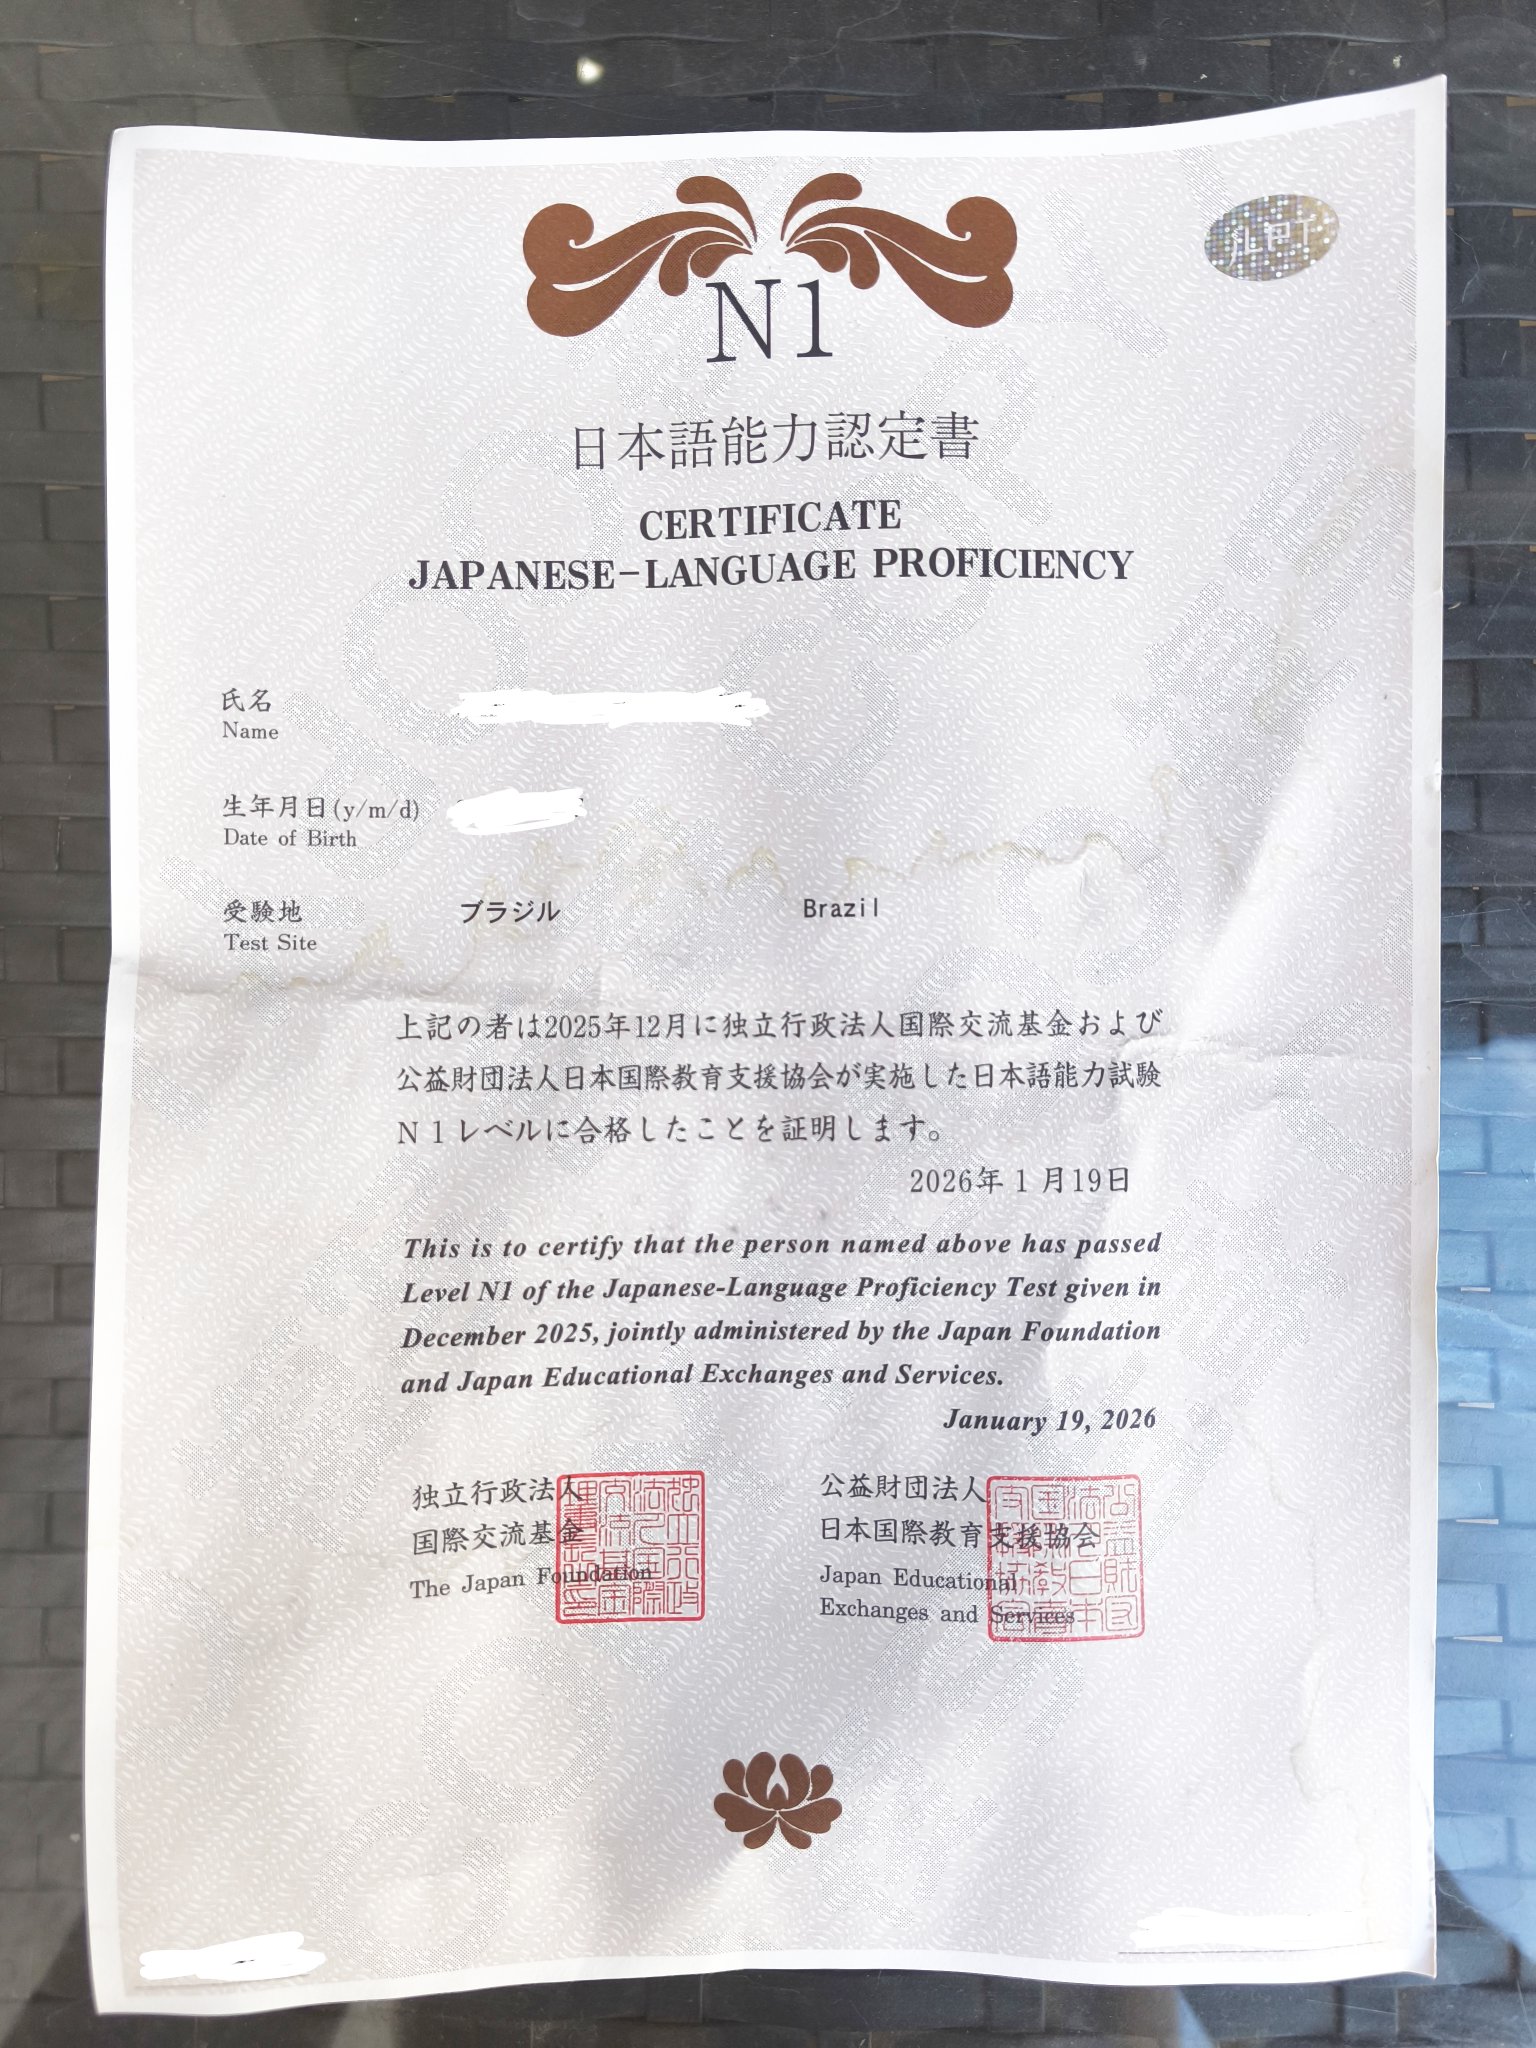 JLPT
N1
日本語能力認定書
CERTIFICATE
JAPANESE-LANGUAGE PROFICIENCY
氏名
Name
生年月日(y/m/d)
Date of Birth
受験地 ブラジル Brazil
Test Site
上記の者は2025年12月に独立行政法人国際交流基金および
公益財団法人日本国際教育支援協会が実施した日本語能力試験
N1レベルに合格したことを証明します。
2026年1月19日
This is to certify that the person named above has passed
Level N1 of the Japanese-Language Proficiency Test given in
December 2025, jointly administered by the Japan Foundation
and Japan Educational Exchanges and Services.
January 19, 2026
独立行政法人
国際交流基金
The Japan Foundation
公益財団法人
日本国際教育支援協会
Japan Educational
Exchanges and Services